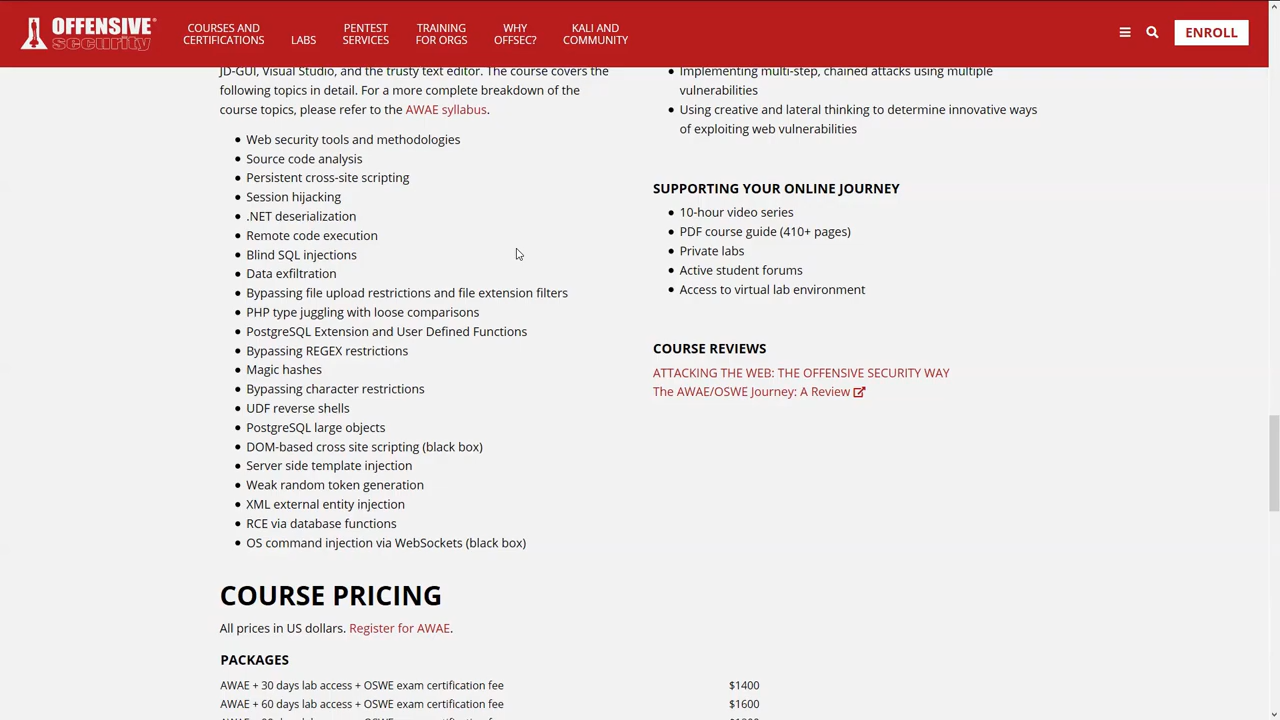 OFFENSIVE®
security
COURSES AND
CERTIFICATIONS
LABS
PENTEST
SERVICES
TRAINING
FOR ORGS
WHY
OFFSEC?
KALI AND
COMMUNITY
ENROLL
JD-GUI, Visual Studio, and the trusty text editor. The course covers the
following topics in detail. For a more complete breakdown of the
course topics, please refer to the AWAE syllabus.
• Web security tools and methodologies
• Source code analysis
• Persistent cross-site scripting
• Session hijacking
• .NET deserialization
• Remote code execution
• Blind SQL injections
• Data exfiltration
• Bypassing file upload restrictions and file extension filters
• PHP type juggling with loose comparisons
• PostgreSQL Extension and User Defined Functions
• Bypassing REGEX restrictions
• Magic hashes
• Bypassing character restrictions
• UDF reverse shells
• PostgreSQL large objects
• DOM-based cross site scripting (black box)
• Server side template injection
• Weak random token generation
• XML external entity injection
• RCE via database functions
• OS command injection via WebSockets (black box)
• Implementing multi-step, chained attacks using multiple
vulnerabilities
• Using creative and lateral thinking to determine innovative ways
of exploiting web vulnerabilities
SUPPORTING YOUR ONLINE JOURNEY
• 10-hour video series
• PDF course guide (410+ pages)
• Private labs
• Active student forums
• Access to virtual lab environment
COURSE REVIEWS
ATTACKING THE WEB: THE OFFENSIVE SECURITY WAY
The AWAE/OSWE Journey: A Review
COURSE PRICING
All prices in US dollars. Register for AWAE.
PACKAGES
AWAE + 30 days lab access + OSWE exam certification fee $1400
AWAE + 60 days lab access + OSWE exam certification fee $1600